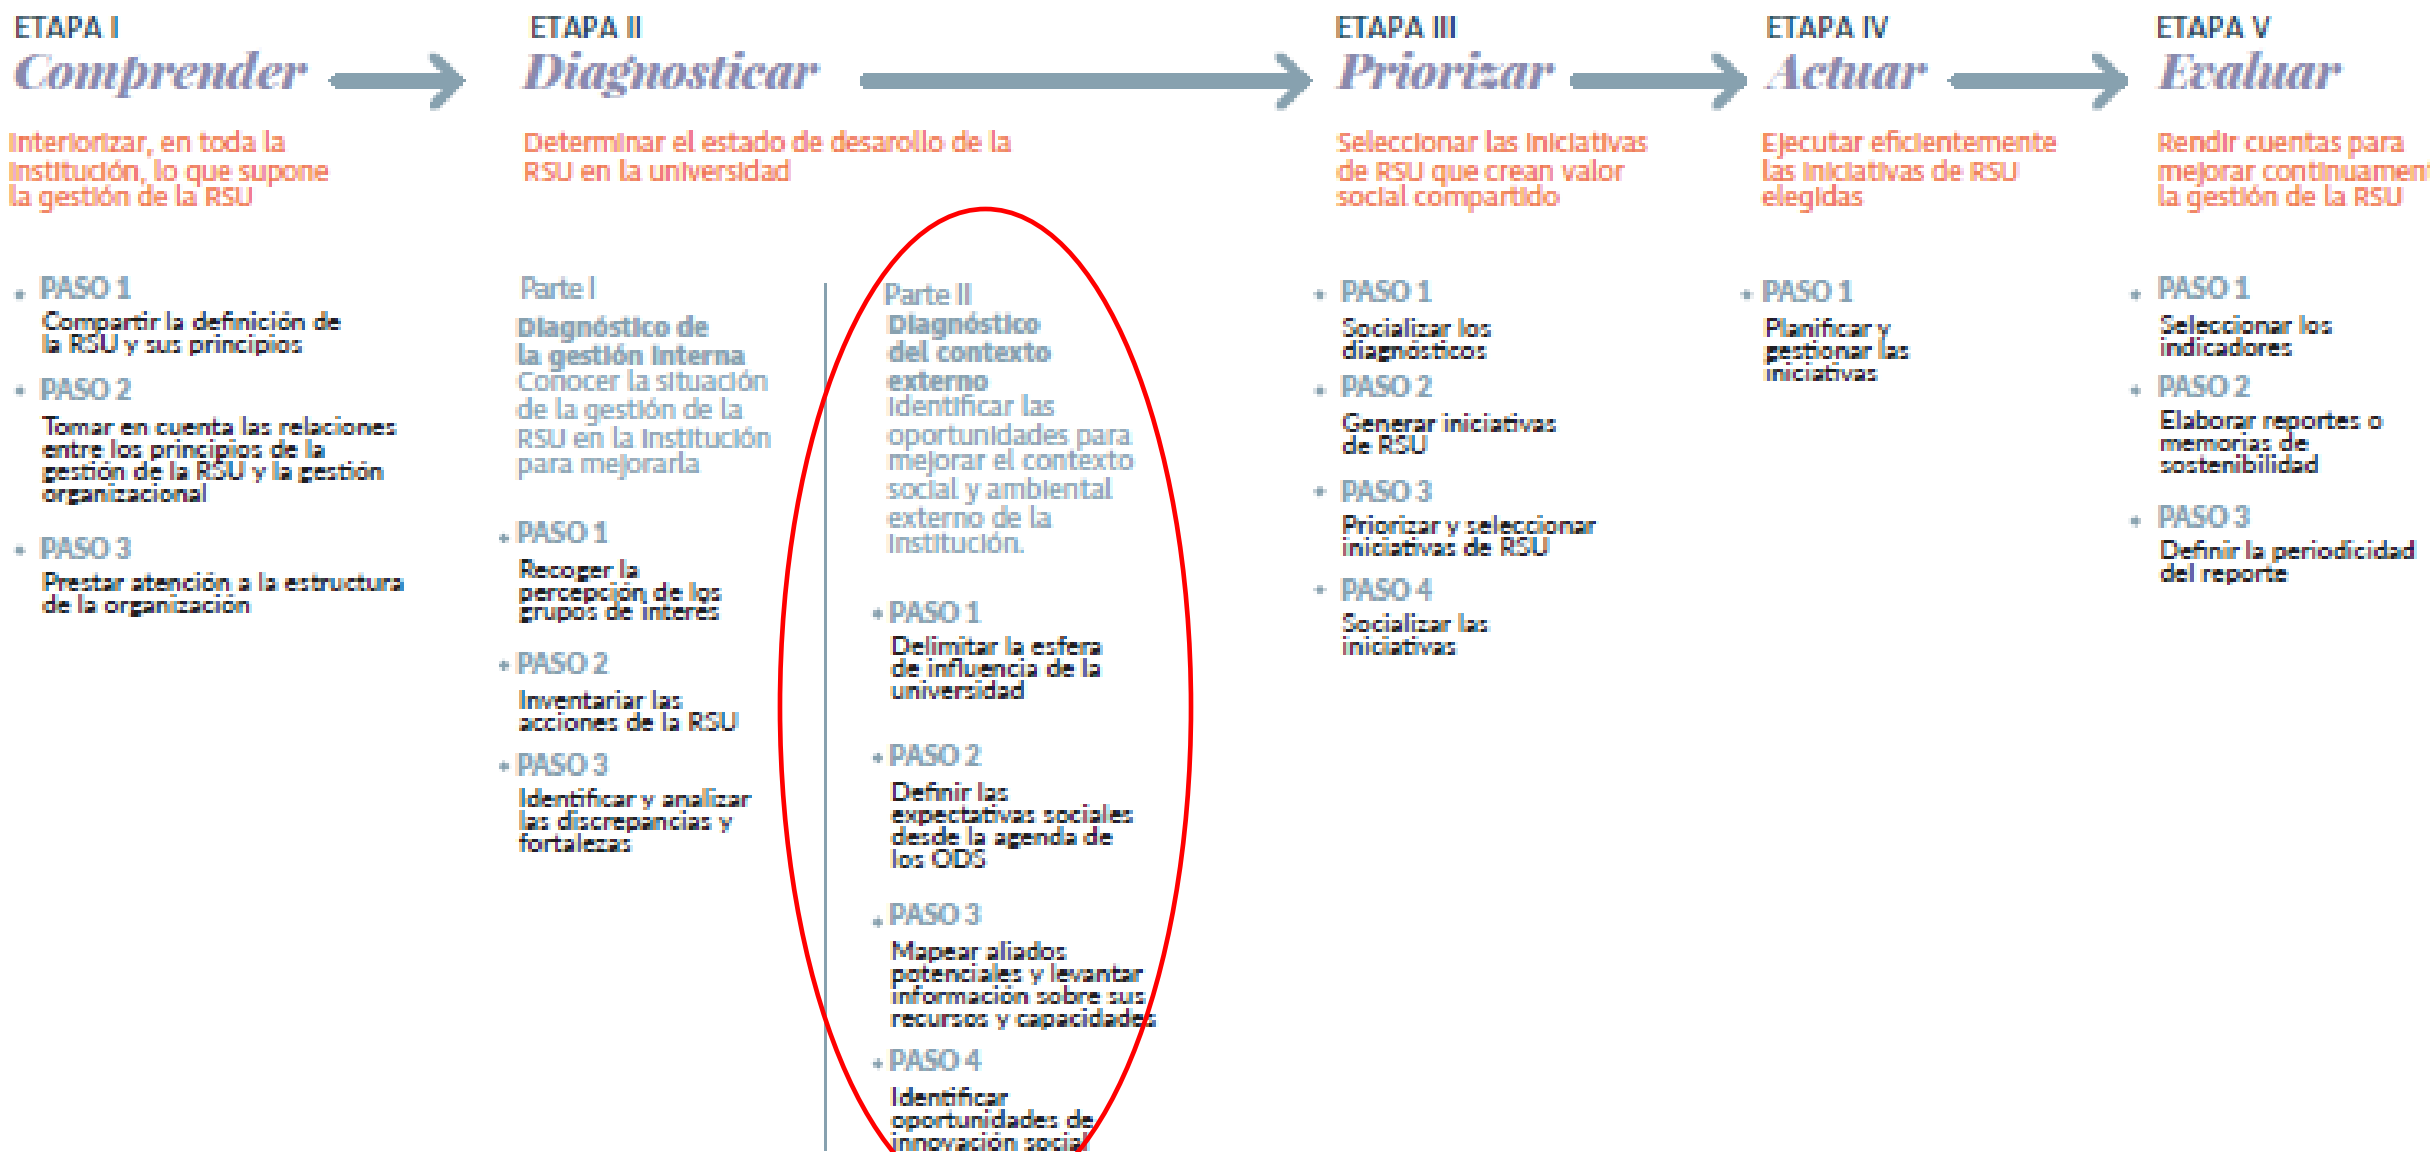 ETAPA I
Comprender
Interiorizar, en toda la
institución, lo que supone
la gestión de la RSU
PASO 1
Compartir la definición de
la RSU y sus principios
PASO 2
Tomar en cuenta las relaciones
entre los principios de la
gestión de la RSU y la gestión
organizacional
PASO 3
Prestar atención a la estructura
de la organización
ETAPA II
Diagnosticar
Determinar el estado de desarollo de la
RSU en la universidad
Parte I
Diagnóstico de
la gestión interna
Conocer la situación
de la gestión de la
RSU en la institución
para mejorarla
PASO 1
Recoger la
percepción de los
grupos de interés
PASO 2
Inventariar las
acciones de la RSU
PASO 3
Identificar y analizar
las discrepancias y
fortalezas
Parte II
Diagnóstico
del contexto
externo
Identificar las
oportunidades para
mejorar el contexto
social y ambiental
externo de la
institución.
PASO 1
Delimitar la esfera
de influencia de la
universidad
PASO 2
Definir las
expectativas sociales
desde la agenda de
los ODS
PASO 3
Mapear aliados
potenciales y levantar
información sobre sus
recursos y capacidades
PASO 4
Identificar
oportunidades de
innovación social
ETAPA III
Priorizar
Seleccionar las iniciativas
de RSU que crean valor
social compartido
PASO 1
Socializar los
diagnósticos
PASO 2
Generar iniciativas
de RSU
PASO 3
Priorizar y seleccionar
iniciativas de RSU
PASO 4
Socializar las
iniciativas
ETAPA IV
Actuar
Ejecutar eficientemente
las iniciativas de RSU
elegidas
PASO 1
Planificar y
gestionar las
iniciativas
ETAPA V
Evaluar
Rendir cuentas para
mejorar continuamen
la gestión de la RSU
PASO 1
Seleccionar los
indicadores
PASO 2
Elaborar reportes o
memorias de
sostenibilidad
PASO 3
Definir la periodicidad
del reporte